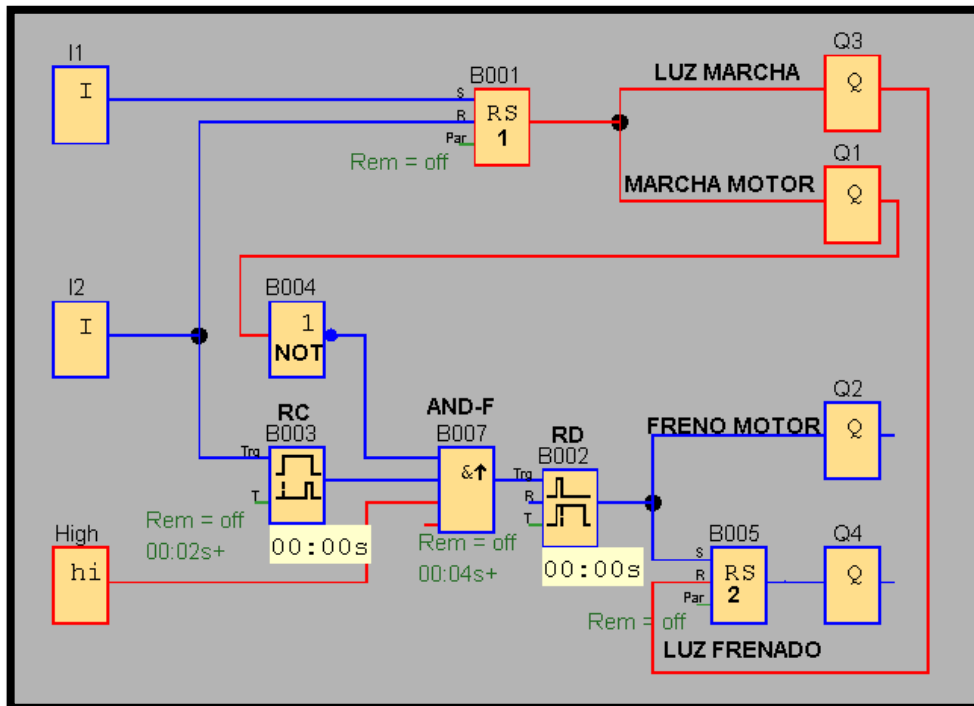 I1
I
B001
S
R
Par
RS
1
Rem = off
LUZ MARCHA
Q3
Q
MARCHA MOTOR
Q1
Q
I2
I
B004
1
NOT
RC
B003
Trg
T
Rem = off
00:02s+
00:00s
AND-F
B007
&↑
Rem = off
00:04s+
RD
B002
Trg
R
T
00:00s
FRENO MOTOR
Q2
Q
High
hi
B005
S
R
Par
RS
2
Rem = off
Q4
Q
LUZ FRENADO